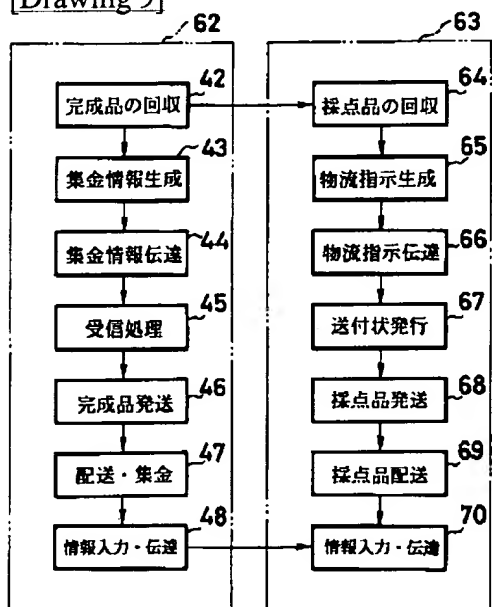 [Drawing 9]
62
63
完成品の回収
42
採点品の回収
64
集金情報生成
43
物流指示生成
65
集金情報伝達
44
物流指示伝達
66
受信処理
45
送付状発行
67
完成品発送
46
採点品発送
68
配送・集金
47
採点品配送
69
情報入力・伝達
48
情報入力・伝達
70